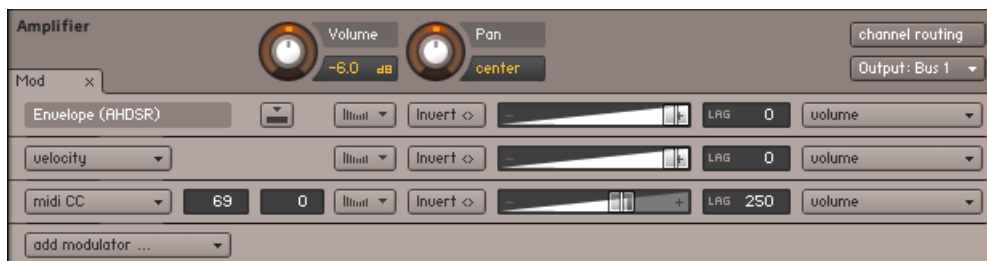 Amplifier
Volume
Pan
channel routing
-6.0 dB
center
Output: Bus 1
Mod x
Envelope (AHDSR)
Invert <>
- +
LAG 0
volume
velocity
Invert <>
- +
LAG 0
volume
midi CC
69
0
Invert <>
- +
LAG 250
volume
add modulator ...